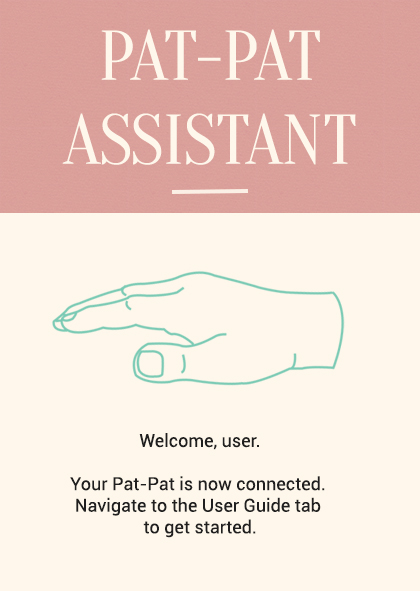 PAT-PAT
ASSISTANT
Welcome, user.
Your Pat-Pat is now connected.
Navigate to the User Guide tab
to get started.